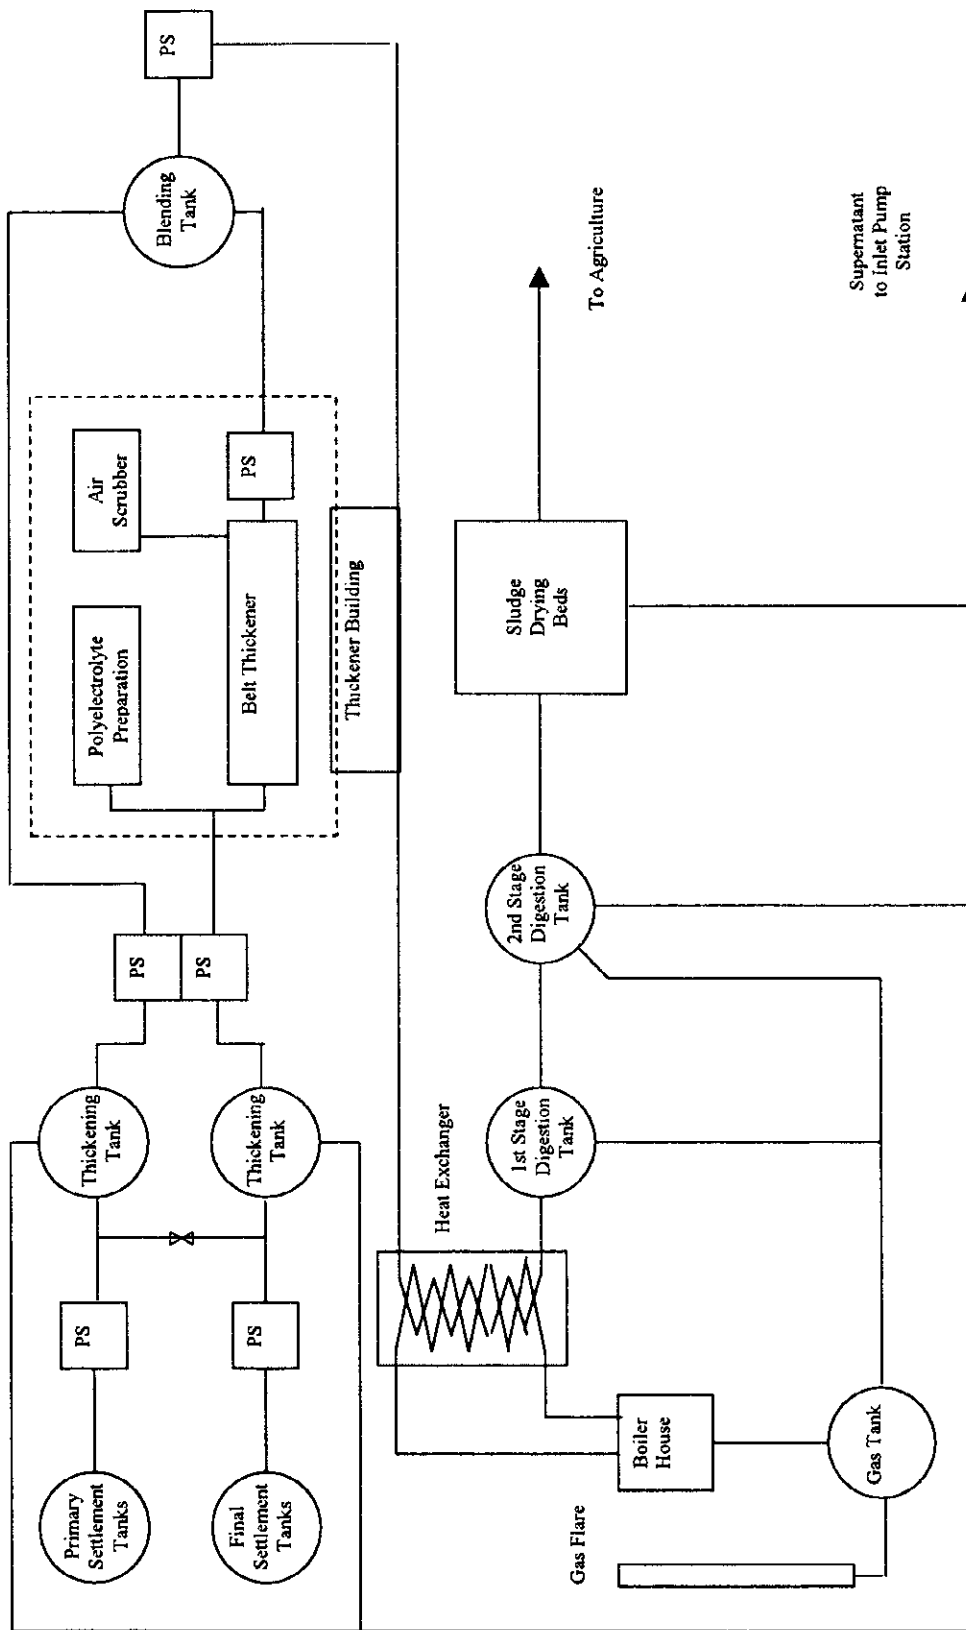 Primary
Settlement
Tanks
PS
Thickening
Tank
PS
Polyelectrolyte
Preparation
Air
Scrubber
Blending
Tank
PS
Final
Settlement
Tanks
PS
Thickening
Tank
PS
Belt Thickener
PS
Thickener Building
Heat Exchanger
1st Stage
Digestion
Tank
2nd Stage
Digestion
Tank
Sludge
Drying
Beds
To Agriculture
Gas Flare
Boiler
House
Gas Tank
Supernatant
to Inlet Pump
Station